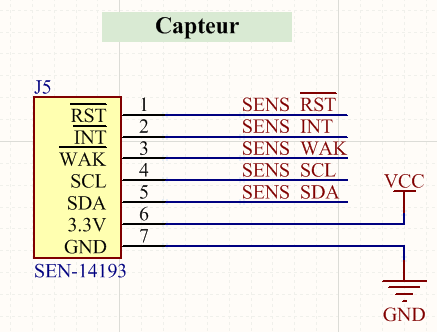 Capteur
J5
RST 1 SENS RST
INT 2 SENS INT
WAK 3 SENS WAK
SCL 4 SENS SCL
SDA 5 SENS SDA
VCC
3.3V 6
GND 7
SEN-14193
GND